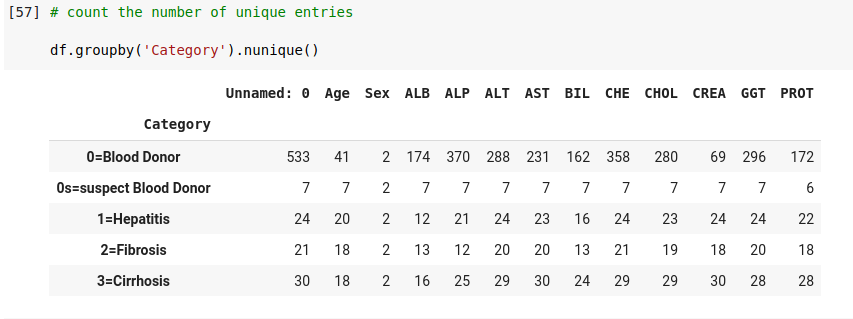 [57] # count the number of unique entries
df.groupby('Category').nunique()
Unnamed: 0 Age Sex ALB ALP ALT AST BIL CHE CHOL CREA GGT PROT
Category
0=Blood Donor 533 41 2 174 370 288 231 162 358 280 69 296 172
0s=suspect Blood Donor 7 7 2 7 7 7 7 7 7 7 7 7 6
1=Hepatitis 24 20 2 12 21 24 23 16 24 23 24 24 22
2=Fibrosis 21 18 2 13 12 20 20 13 21 19 18 20 18
3=Cirrhosis 30 18 2 16 25 29 30 24 29 29 30 28 28